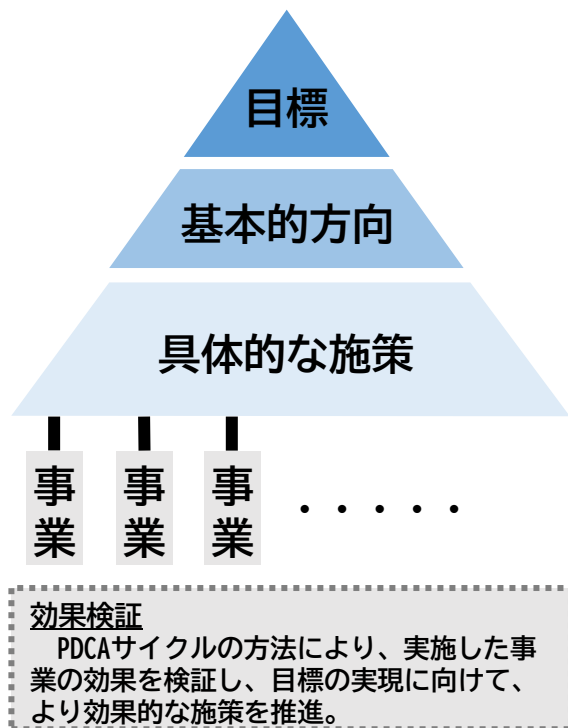 目標
基本的方向
具体的な施策
事業 事業 事業 ・・・・・
効果検証
　PDCAサイクルの方法により、実施した事
業の効果を検証し、目標の実現に向けて、
より効果的な施策を推進。